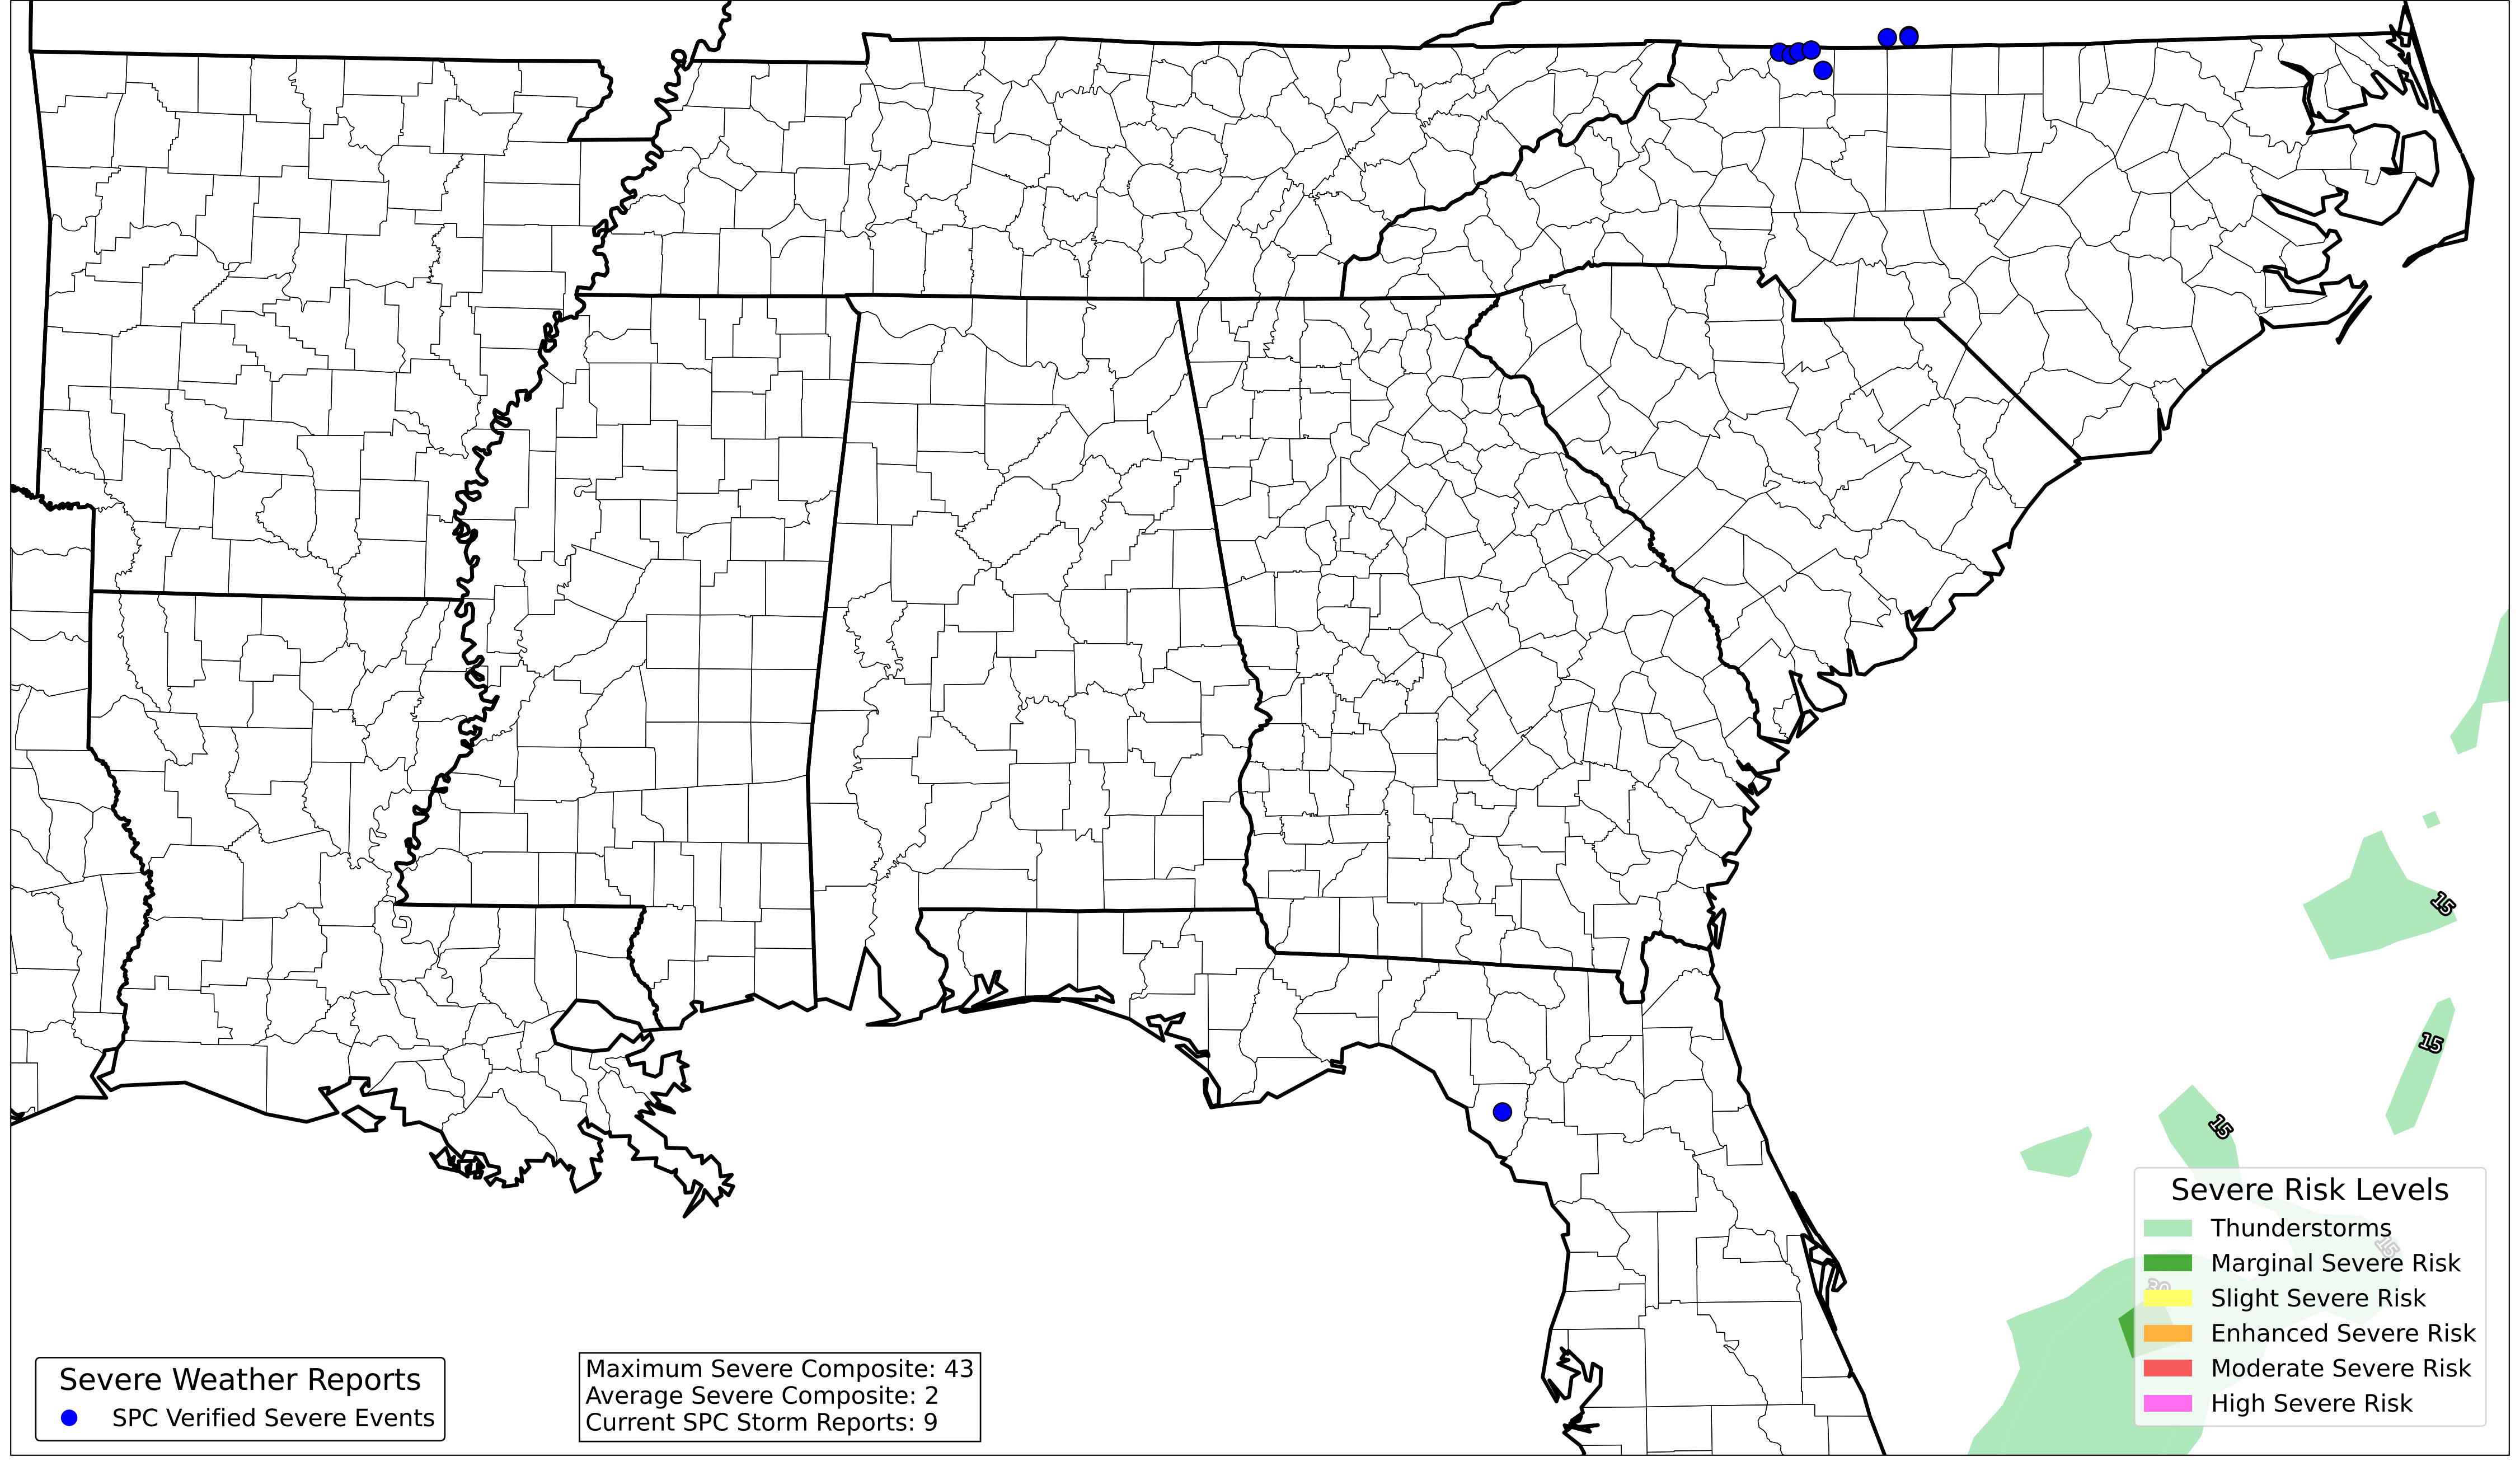 15
15
15
15
30
Severe Risk Levels
Thunderstorms
Marginal Severe Risk
Slight Severe Risk
Enhanced Severe Risk
Moderate Severe Risk
High Severe Risk
Severe Weather Reports
SPC Verified Severe Events
Maximum Severe Composite: 43
Average Severe Composite: 2
Current SPC Storm Reports: 9